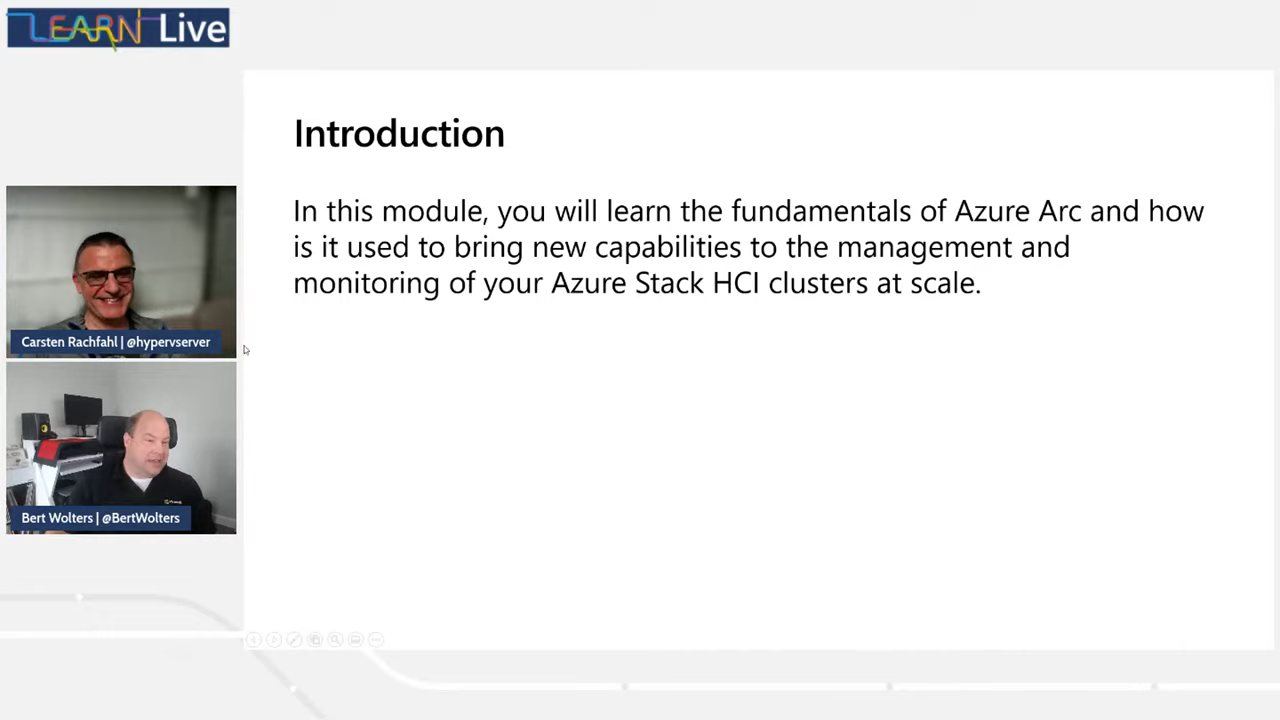 LEARN Live
Introduction
In this module, you will learn the fundamentals of Azure Arc and how
is it used to bring new capabilities to the management and
monitoring of your Azure Stack HCI clusters at scale.
Carsten Rachfahl | @hypervserver
Bert Wolters | @BertWolters